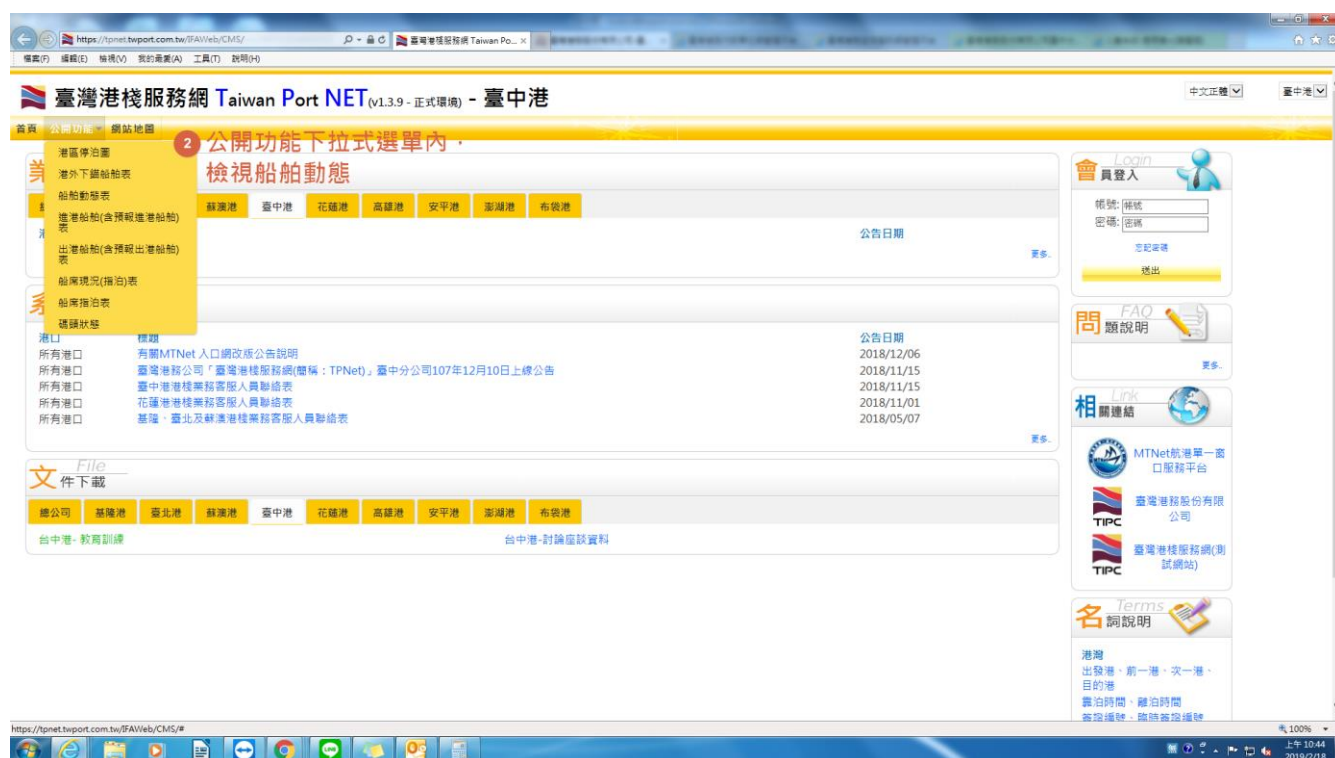 https://tpnet.twport.com.tw/IFAWeb/CMS/
臺灣港棧服務網 Taiwan Po...
檔案(F) 編輯(E) 檢視(V) 我的最愛(A) 工具(T) 說明(H)
臺灣港棧服務網 Taiwan Port NET(v1.3.9 - 正式環境) - 臺中港
中文正體
臺中港
首頁 公開功能 網站地圖
2 公開功能下拉式選單內，
檢視船舶動態
港區停泊圖
港外下錨船舶表
船舶動態表
進港船舶(含預報進港船舶)
表
出港船舶(含預報出港船舶)
表
船席現況(指泊)表
船席指泊表
碼頭狀態
蘇澳港 臺中港 花蓮港 高雄港 安平港 澎湖港 布袋港
公告日期
更多..
港口 標題 公告日期
所有港口 有關MTNet 人口網改版公告說明 2018/12/06
所有港口 臺灣港務公司「臺灣港棧服務網(簡稱：TPNet)」臺中分公司107年12月10日上線公告 2018/11/15
所有港口 臺中港港棧業務客服人員聯絡表 2018/11/15
所有港口 花蓮港港棧業務客服人員聯絡表 2018/11/01
所有港口 基隆、臺北及蘇澳港棧業務客服人員聯絡表 2018/05/07
更多..
File
文件下載
總公司 基隆港 臺北港 蘇澳港 臺中港 花蓮港 高雄港 安平港 澎湖港 布袋港
台中港- 教育訓練 台中港-討論座談資料
Login
會員登入
帳號: 帳號
密碼: 密碼
忘記密碼
送出
FAQ
問題說明
更多..
Link
相關連結
MTNet航港單一窗
口服務平台
TIPC
臺灣港務股份有限
公司
TIPC
臺灣港棧服務網(測
試網站)
Terms
名詞說明
港灣
出發港、前一港、次一港、
目的港
靠泊時間、離泊時間
簽證編號、臨時簽證編號
https://tpnet.twport.com.tw/IFAWeb/CMS/#
100%
上午 10:44
2019/2/18